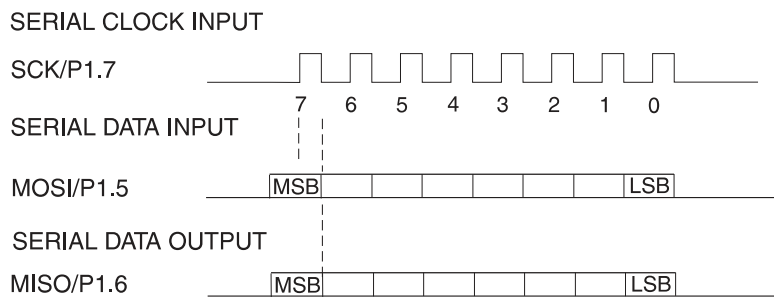 SERIAL CLOCK INPUT
SCK/P1.7
7 6 5 4 3 2 1 0
SERIAL DATA INPUT
MOSI/P1.5
MSB LSB
SERIAL DATA OUTPUT
MISO/P1.6
MSB LSB